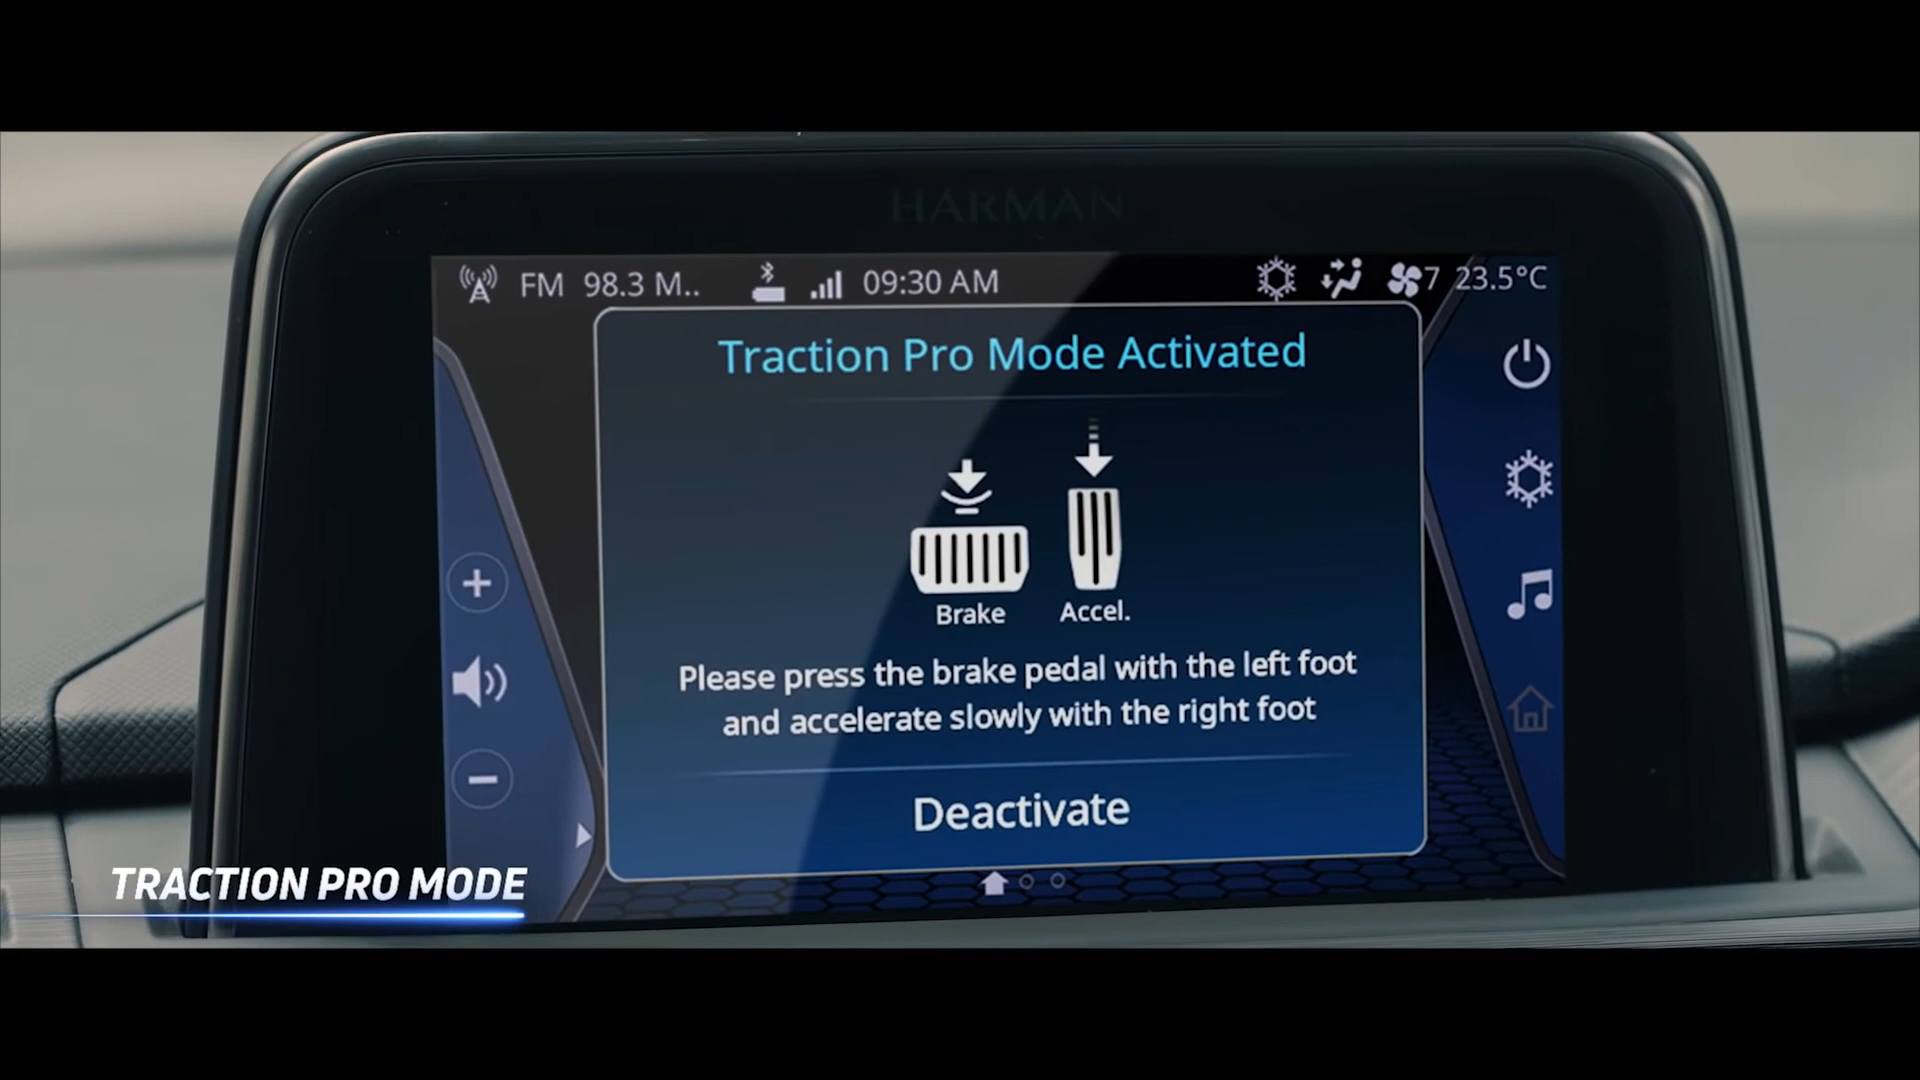 HARMAN
FM 98.3 M.. 09:30 AM 7 23.5°C
Traction Pro Mode Activated
Brake Accel.
Please press the brake pedal with the left foot
and accelerate slowly with the right foot
Deactivate
TRACTION PRO MODE